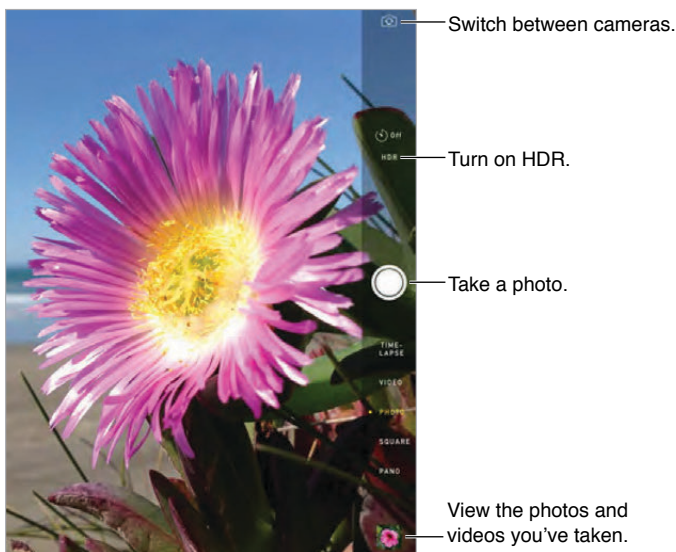 Switch between cameras.
Off
HDR
Turn on HDR.
Take a photo.
TIME-
LAPSE
VIDEO
PHOTO
SQUARE
PANO
View the photos and
videos you've taken.